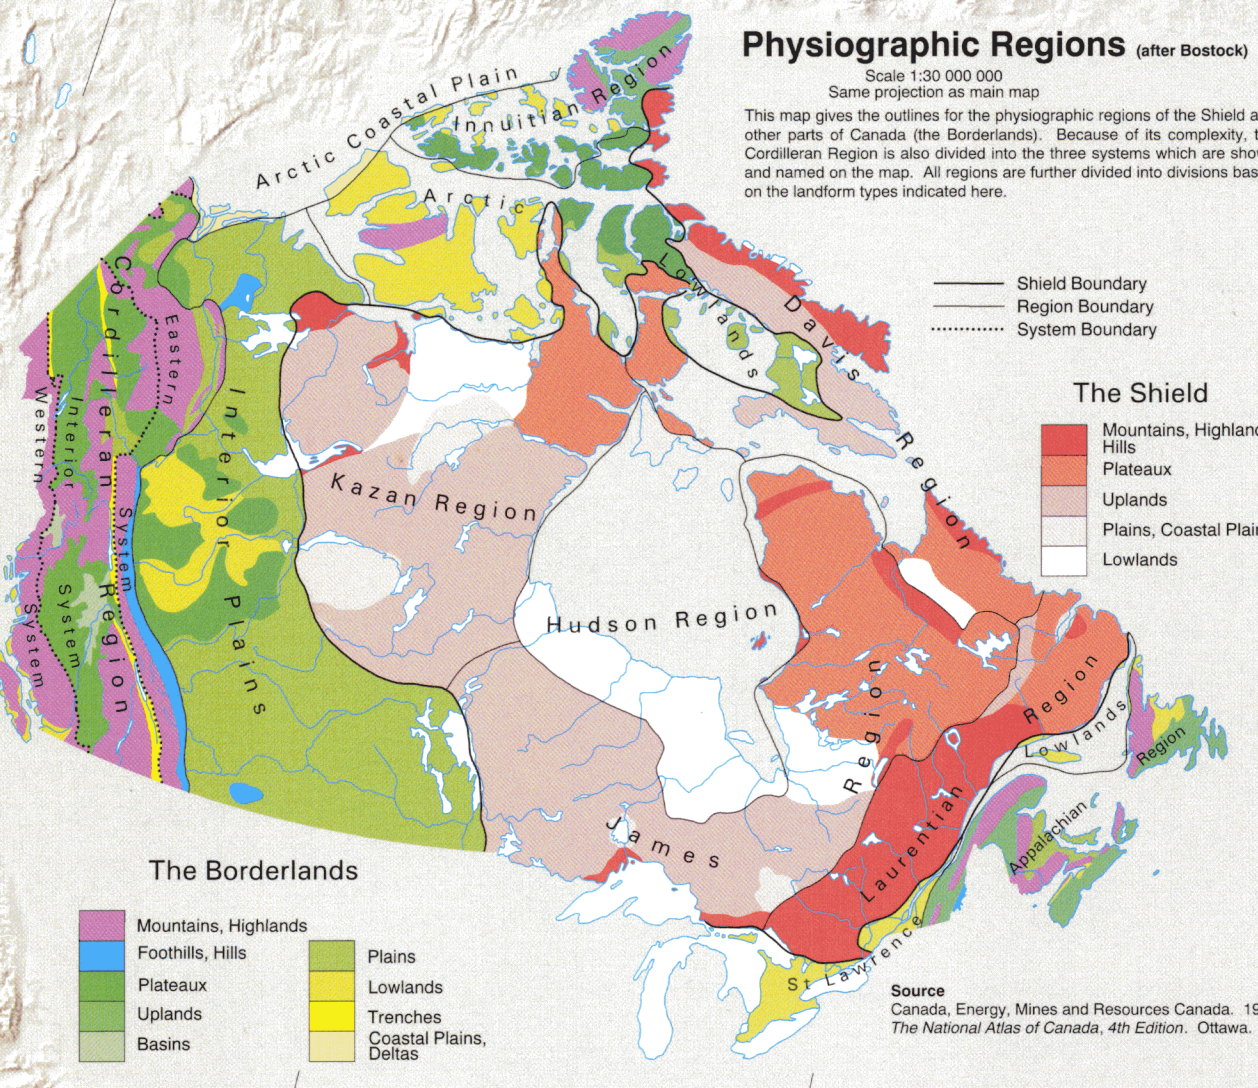 Physiographic Regions (after Bostock)
Scale 1:30 000 000
Same projection as main map
This map gives the outlines for the physiographic regions of the Shield a
other parts of Canada (the Borderlands). Because of its complexity, t
Cordilleran Region is also divided into the three systems which are sho
and named on the map. All regions are further divided into divisions bas
on the landform types indicated here.
Shield Boundary
Region Boundary
System Boundary
The Shield
Mountains, Highlan
Hills
Plateaux
Uplands
Plains, Coastal Plai
Lowlands
Arctic Coastal Plain
Innuitian Region
Arctic
Lowlands
Davis
Region
Cordilleran
Region
Eastern
System
Interior
System
Western
System
Interior
Plains
Kazan Region
Hudson Region
James
Region
Laurentian
Region
Lowlands
Region
Appalachian
St Lawrence
The Borderlands
Mountains, Highlands
Foothills, Hills
Plateaux
Uplands
Basins
Plains
Lowlands
Trenches
Coastal Plains,
Deltas
Source
Canada, Energy, Mines and Resources Canada. 19
The National Atlas of Canada, 4th Edition. Ottawa.